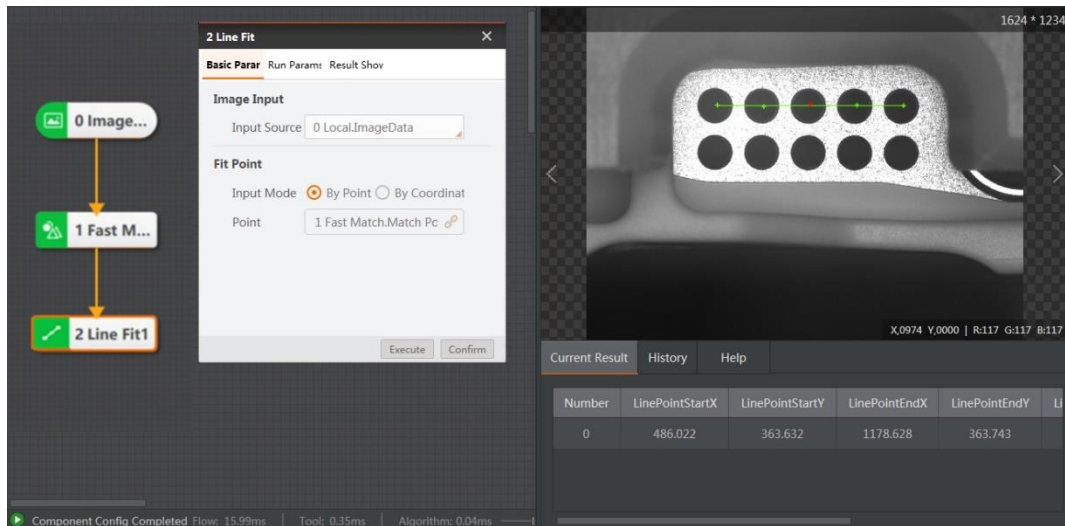 0 Image...
1 Fast M...
2 Line Fit1
2 Line Fit
Basic Parar Run Params Result Shov
Image Input
Input Source 0 Local.ImageData
Fit Point
Input Mode By Point By Coordinat
Point 1 Fast Match.Match Pc
Execute Confirm
Component Config Completed Flow: 15.99ms Tool: 0.35ms Algorithm: 0.04ms
1624 * 1234
X,0974 Y,0000 | R:117 G:117 B:117
Current Result History Help
Number LinePointStartX LinePointStartY LinePointEndX LinePointEndY Li
0 486.022 363.632 1178.628 363.743